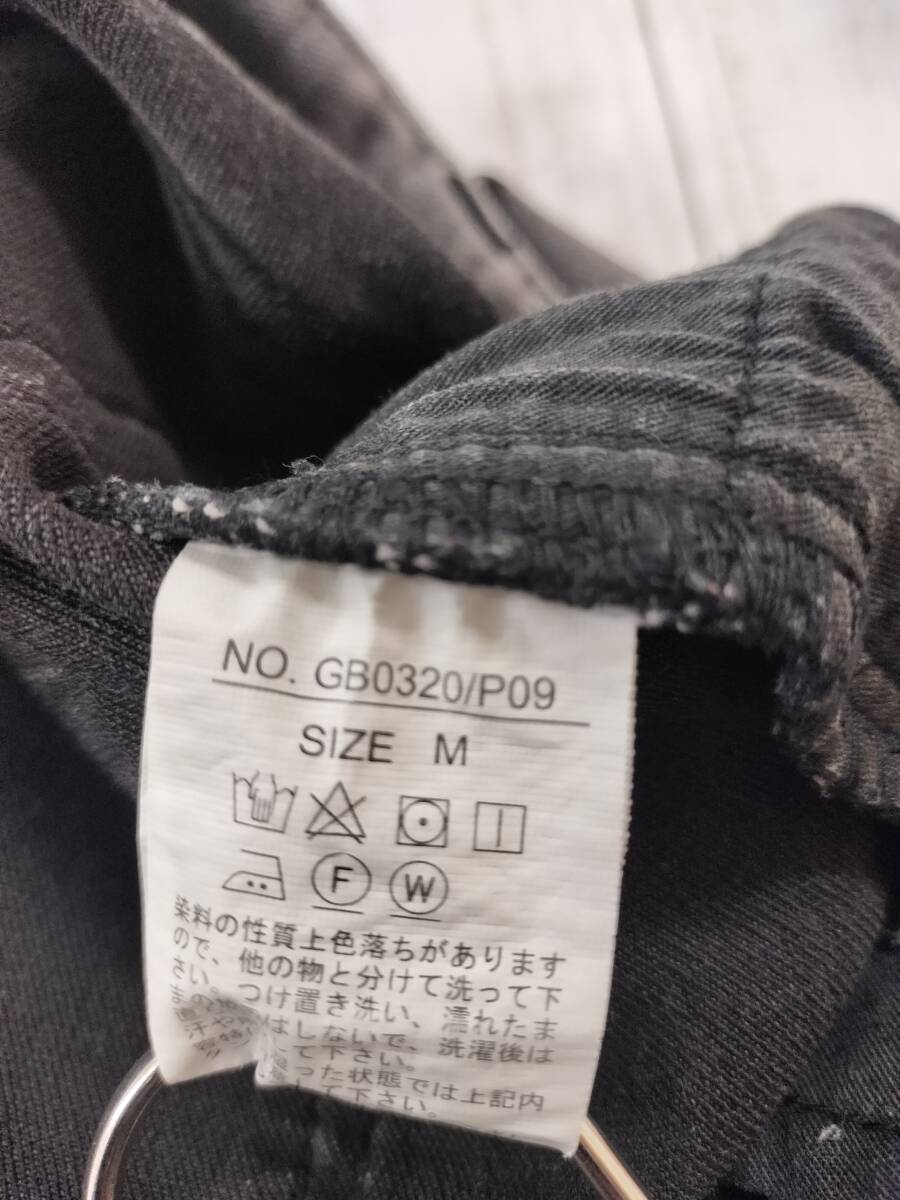 NO. GB0320/P09
SIZE M
F W
染料の性質上色落ちがあります
ので、他の物と分けて洗って下
さい。つけ置き洗い、濡れたま
まの はしないで、洗濯後は
て下さい。
った状態では上記内
して下さい。